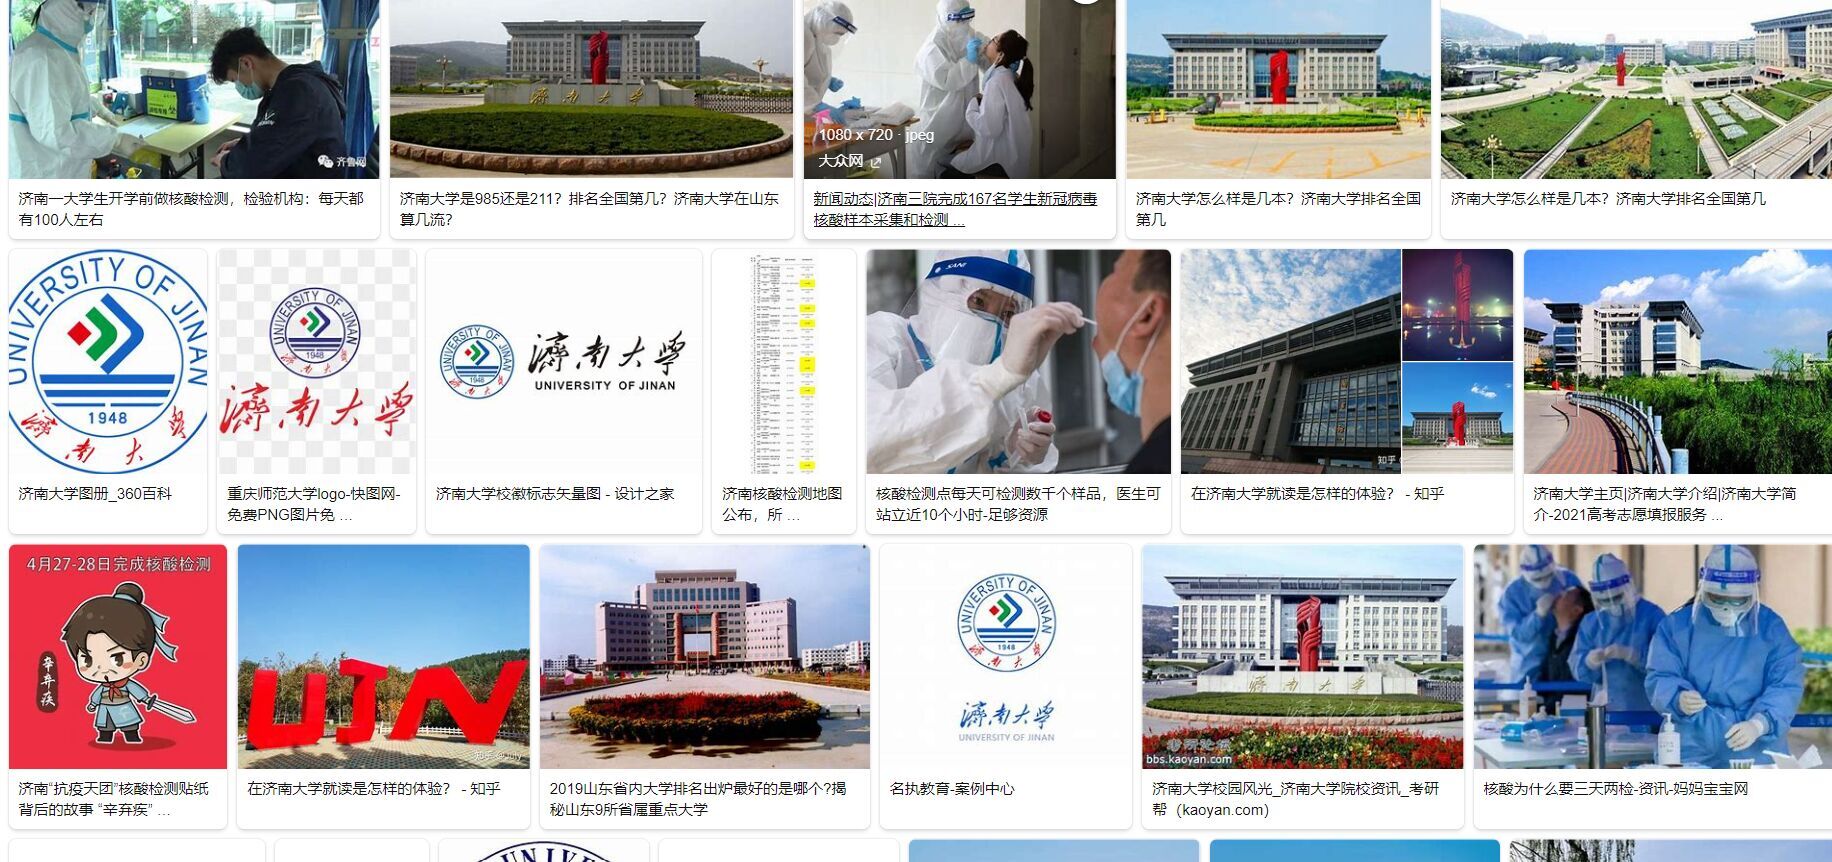 齐鲁网
济南大学
1080 x 720 · jpeg
大众网
济南一大学生开学前做核酸检测，检验机构：每天都
有100人左右
济南大学是985还是211？排名全国第几？济南大学在山东
算几流？
新闻动态|济南三院完成167名学生新冠病毒
核酸样本采集和检测 ...
济南大学怎么样是几本？济南大学排名全国
第几
济南大学怎么样是几本？济南大学排名全国第几
UNIVERSITY OF JINAN
1948
济南大学
UNIVERSITY OF JINAN
1948
济南大学
濟南大學
UNIVERSITY OF JINAN
1948
濟南大學
UNIVERSITY OF JINAN
SANI
知乎
济南大学图册_360百科
重庆师范大学logo-快图网-
免费PNG图片免 ...
济南大学校徽标志矢量图 - 设计之家
济南核酸检测地图
公布，所 ...
核酸检测点每天可检测数千个样品，医生可
站立近10个小时-足够资源
在济南大学就读是怎样的体验？ - 知乎
济南大学主页|济南大学介绍|济南大学简
介-2021高考志愿填报服务 ...
4月27-28日完成核酸检测
辛弃疾
UJN
知乎
UNIVERSITY OF JINAN
1948
濟南大學
UNIVERSITY OF JINAN
濟南大學
考研论坛
bbs.kaoyan.com
济南“抗疫天团”核酸检测贴纸
背后的故事 “辛弃疾” ...
在济南大学就读是怎样的体验？ - 知乎
2019山东省内大学排名出炉最好的是哪个?揭
秘山东9所省属重点大学
名执教育-案例中心
济南大学校园风光_济南大学院校资讯_考研
帮（kaoyan.com）
核酸为什么要三天两检-资讯-妈妈宝宝网
UNIVE